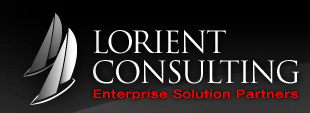 LORIENT
CONSULTING
Enterprise Solution Partners